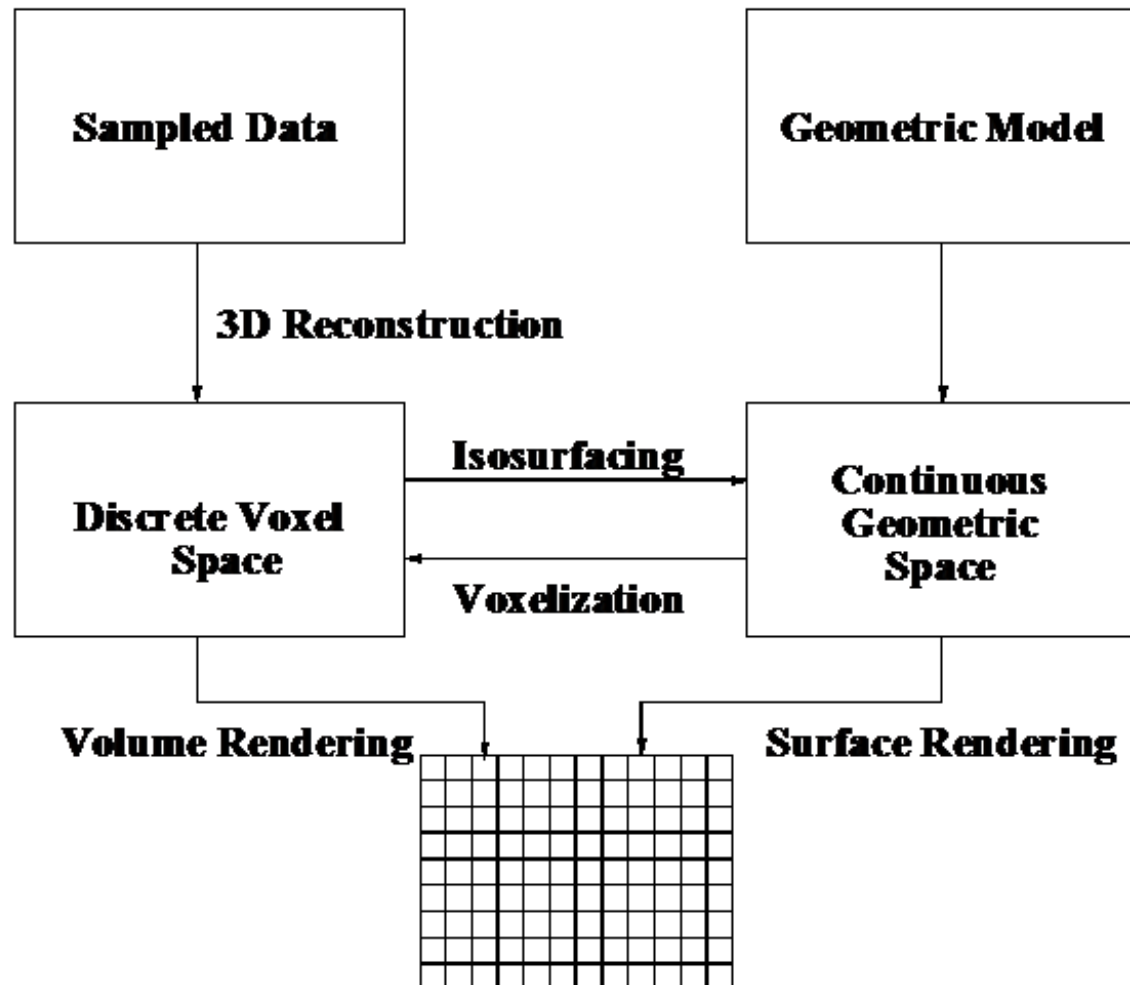 Sampled Data
Geometric Model
3D Reconstruction
Isosurfacing
Discrete Voxel
Space
Continuous
Geometric
Space
Voxelization
Volume Rendering
Surface Rendering